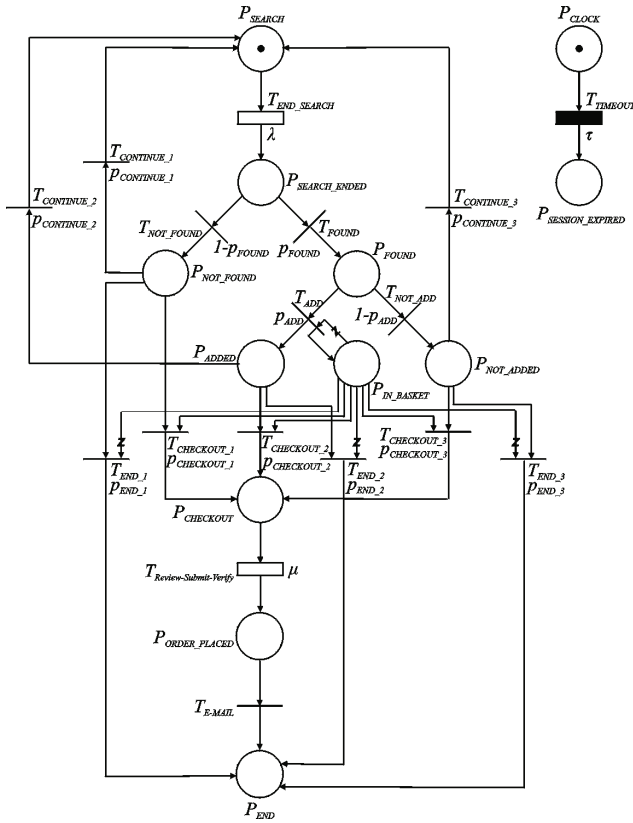 P_SEARCH
P_CLOCK
T_END_SEARCH
λ
T_TIMEOUT
τ
T_CONTINUE_1
p_CONTINUE_1
P_SEARCH_ENDED
T_CONTINUE_2
p_CONTINUE_2
T_CONTINUE_3
p_CONTINUE_3
P_SESSION_EXPIRED
T_NOT_FOUND
1-p_FOUND
T_FOUND
p_FOUND
P_NOT_FOUND
P_FOUND
T_ADD
p_ADD
T_NOT_ADD
1-p_ADD
P_ADDED
P_IN_BASKET
P_NOT_ADDED
z
z
z
T_CHECKOUT_1
p_CHECKOUT_1
T_CHECKOUT_2
p_CHECKOUT_2
T_CHECKOUT_3
p_CHECKOUT_3
T_END_1
p_END_1
T_END_2
p_END_2
T_END_3
p_END_3
P_CHECKOUT
T_Review-Submit-Verify
μ
P_ORDER_PLACED
T_E-MAIL
P_END